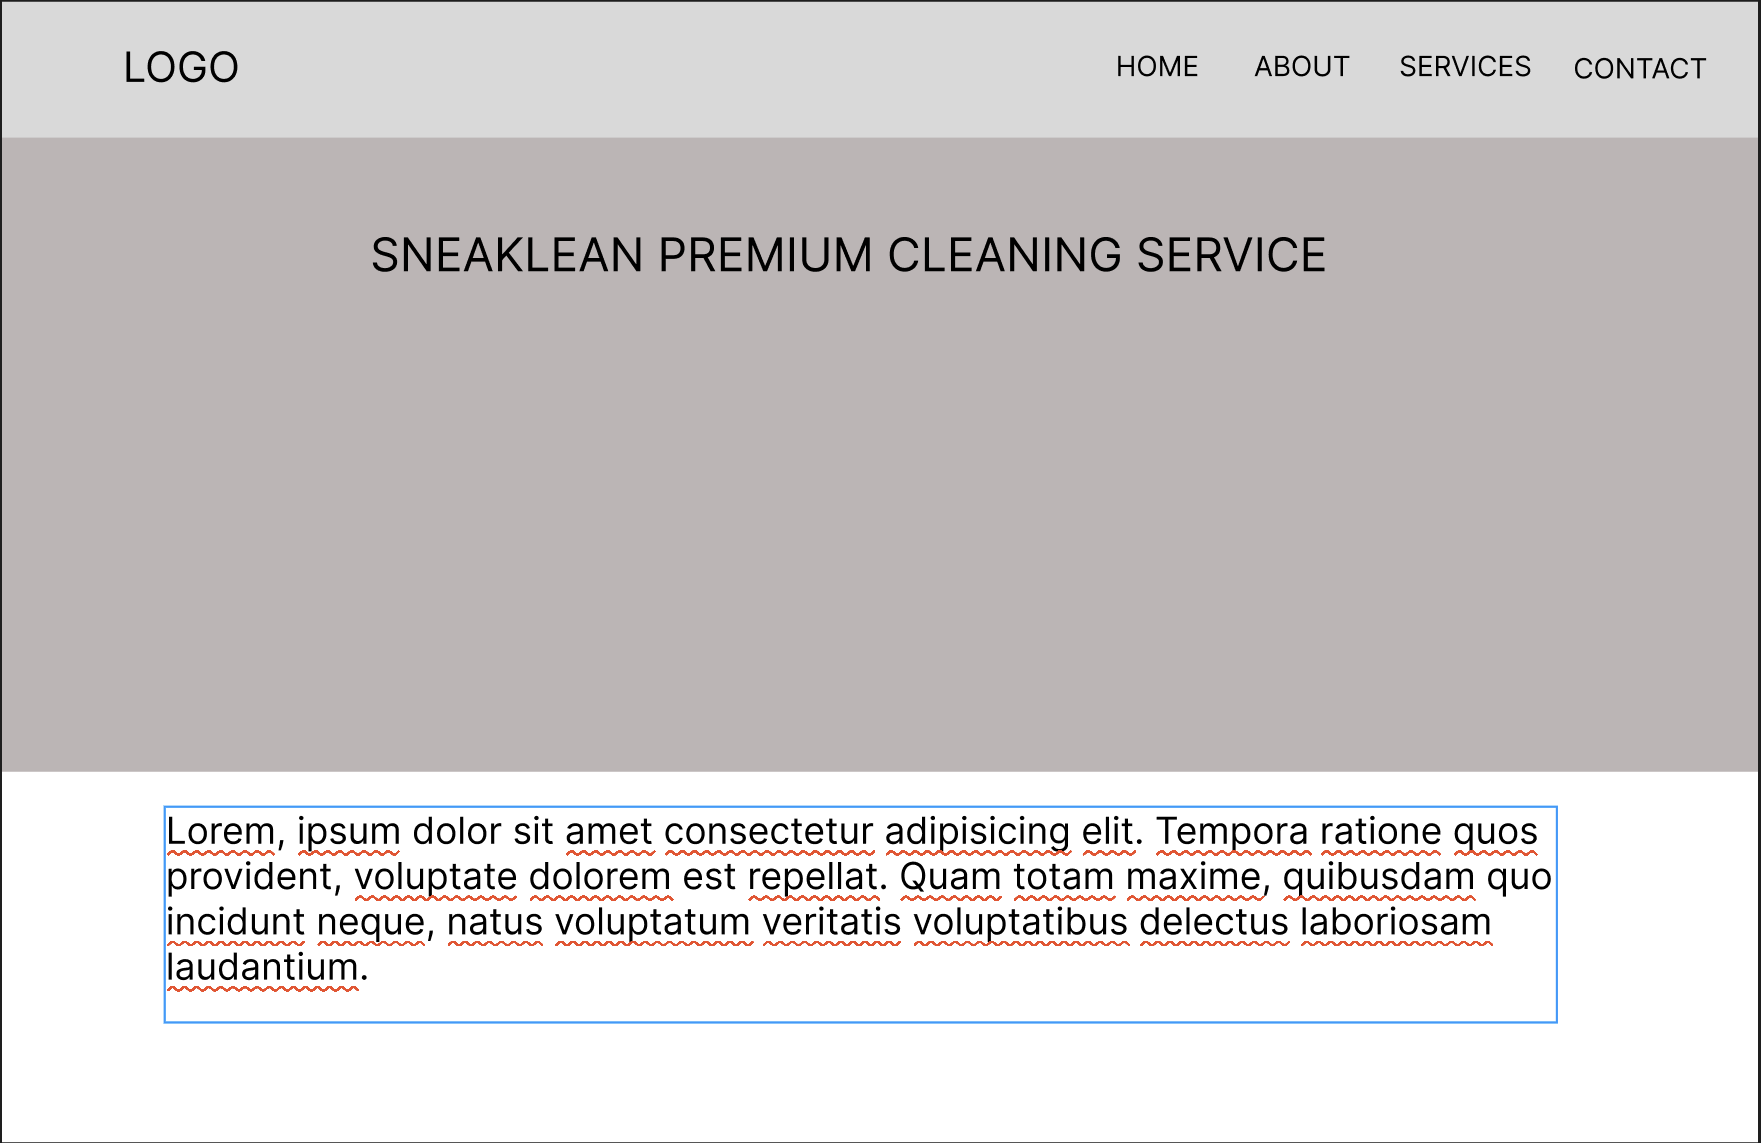 LOGO
HOME ABOUT SERVICES CONTACT
SNEAKLEAN PREMIUM CLEANING SERVICE
Lorem, ipsum dolor sit amet consectetur adipisicing elit. Tempora ratione quos
provident, voluptate dolorem est repellat. Quam totam maxime, quibusdam quo
incidunt neque, natus voluptatum veritatis voluptatibus delectus laboriosam
laudantium.